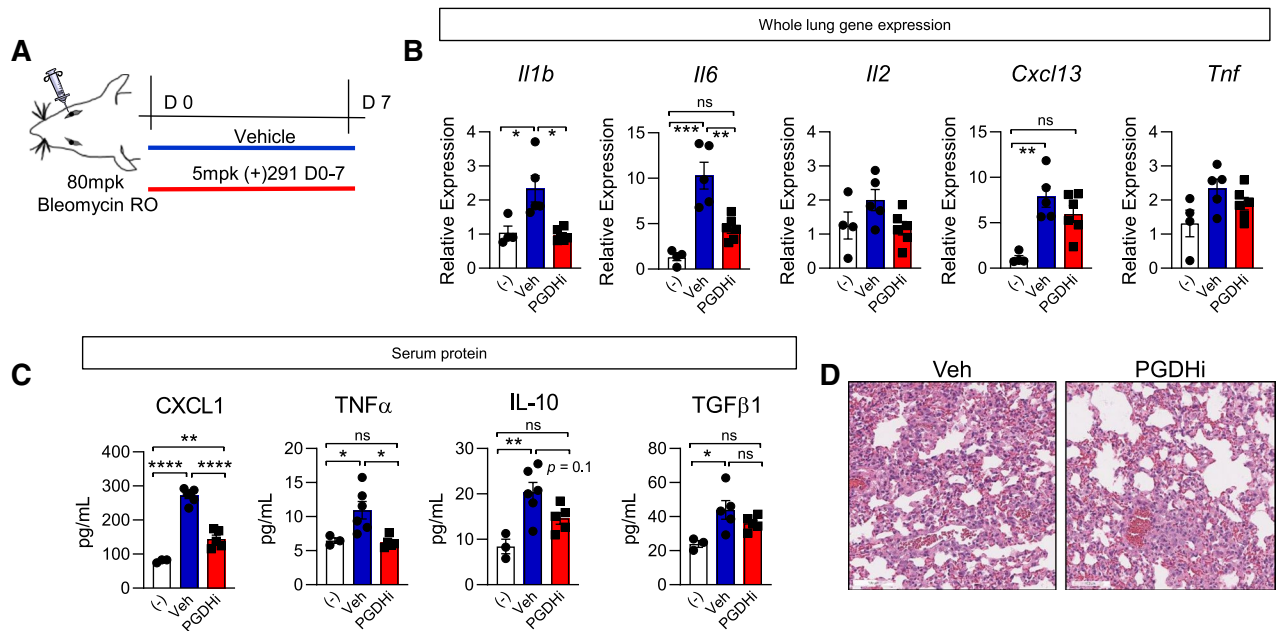 Whole lung gene expression
A
D 0
D 7
Vehicle
5mpk (+)291 D0-7
80mpk
Bleomycin RO
B
Il1b
Relative Expression
4
3
2
1
0
*
*
(-)
Veh
PGDHi
Il6
Relative Expression
15
10
5
0
ns
***
**
(-)
Veh
PGDHi
Il2
Relative Expression
4
3
2
1
0
(-)
Veh
PGDHi
Cxcl13
Relative Expression
15
10
5
0
ns
**
(-)
Veh
PGDHi
Tnf
Relative Expression
4
3
2
1
0
(-)
Veh
PGDHi
Serum protein
C
CXCL1
pg/mL
400
300
200
100
0
**
****
****
(-)
Veh
PGDHi
TNFα
pg/mL
20
15
10
5
0
ns
*
*
(-)
Veh
PGDHi
IL-10
pg/mL
30
20
10
0
ns
**
p = 0.1
(-)
Veh
PGDHi
TGFβ1
pg/mL
80
60
40
20
0
ns
*
ns
(-)
Veh
PGDHi
D
Veh
PGDHi